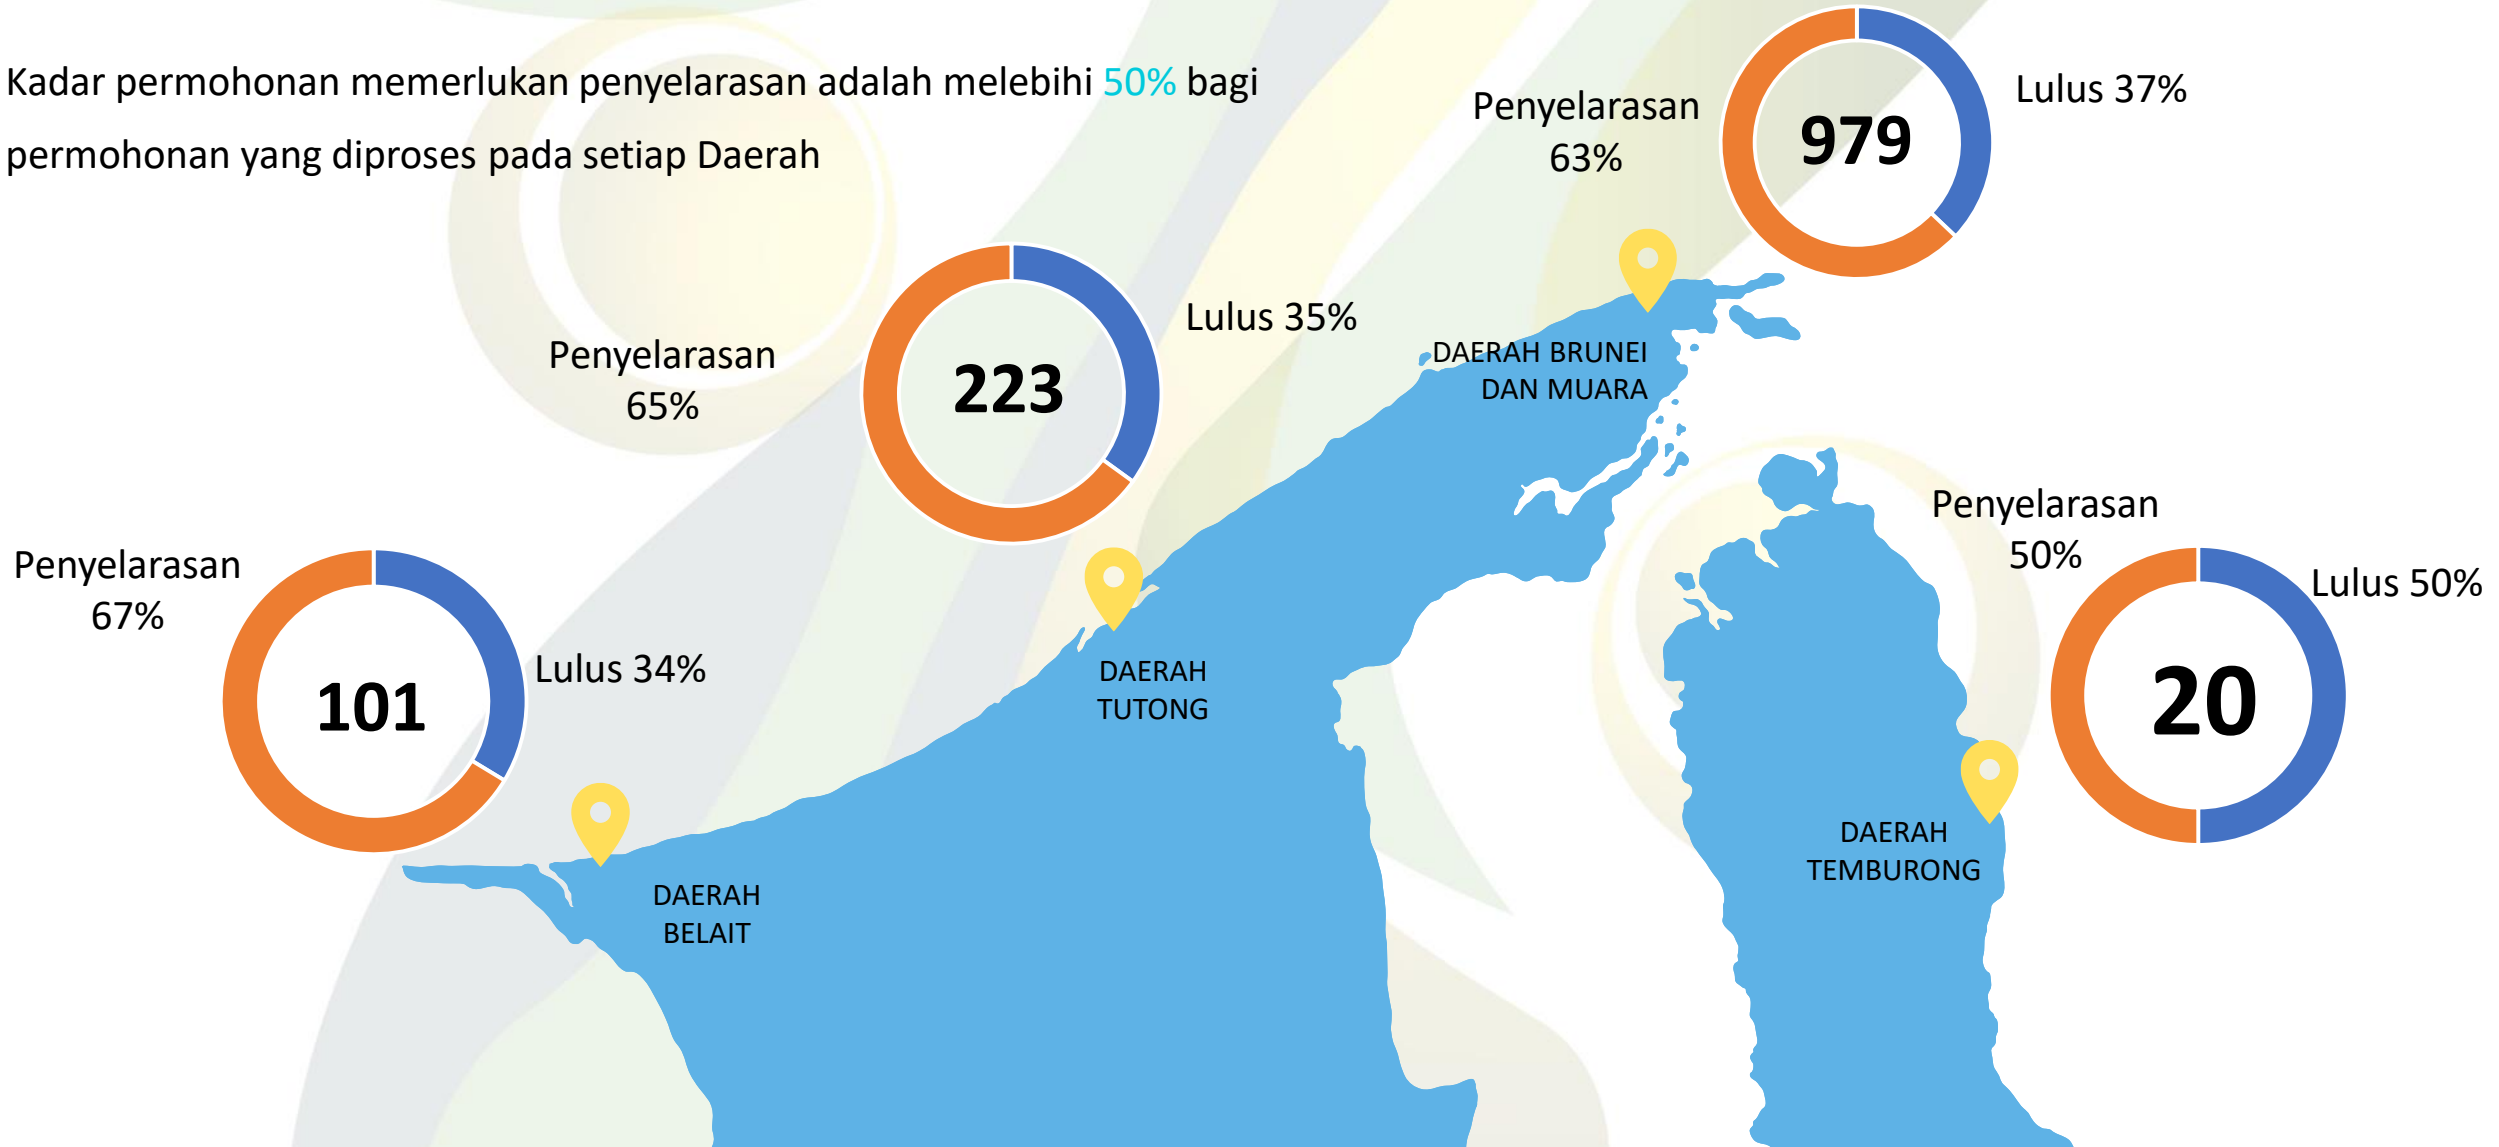 Kadar permohonan memerlukan penyelarasan adalah melebihi 50% bagi
permohonan yang diproses pada setiap Daerah
Penyelarasan
63%
979
Lulus 37%
DAERAH BRUNEI
DAN MUARA
Penyelarasan
65%
223
Lulus 35%
DAERAH
TUTONG
Penyelarasan
67%
101
Lulus 34%
DAERAH
BELAIT
Penyelarasan
50%
20
Lulus 50%
DAERAH
TEMBURONG